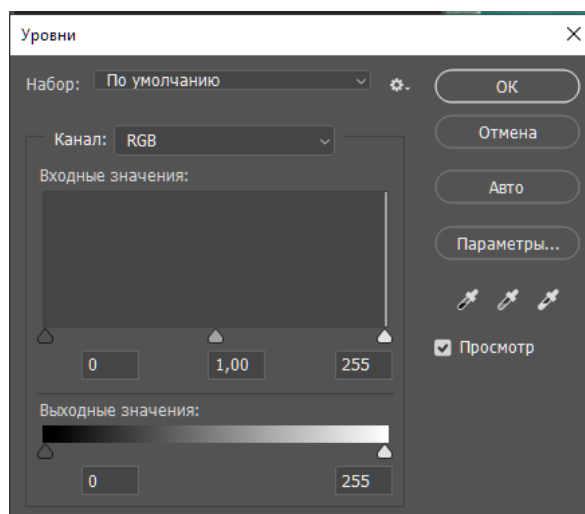 Уровни
Набор: По умолчанию
OK
Канал: RGB
Отмена
Входные значения:
Авто
Параметры...
0 1,00 255
Просмотр
Выходные значения:
0 255